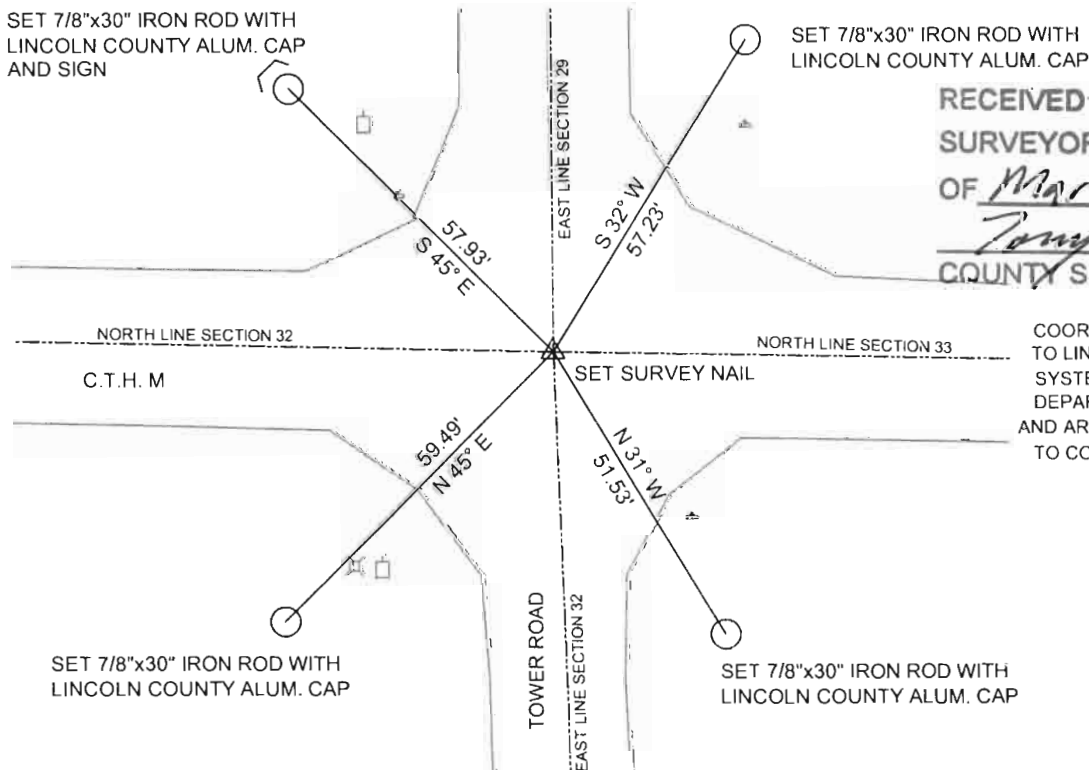 SET 7/8"x30" IRON ROD WITH
LINCOLN COUNTY ALUM. CAP
AND SIGN
SET 7/8"x30" IRON ROD WITH
LINCOLN COUNTY ALUM. CAP
RECEIVED
SURVEYOR
OF Mar
Tony
COUNTY S
EAST LINE SECTION 29
57.93'
S 45° E
S 32° W
57.23'
NORTH LINE SECTION 32
NORTH LINE SECTION 33
C.T.H. M
SET SURVEY NAIL
COOR
TO LIN
SYSTE
DEPAR
AND AR
TO CO
59.49'
N 45° E
N 31° W
51.53'
TOWER ROAD
EAST LINE SECTION 32
SET 7/8"x30" IRON ROD WITH
LINCOLN COUNTY ALUM. CAP
SET 7/8"x30" IRON ROD WITH
LINCOLN COUNTY ALUM. CAP